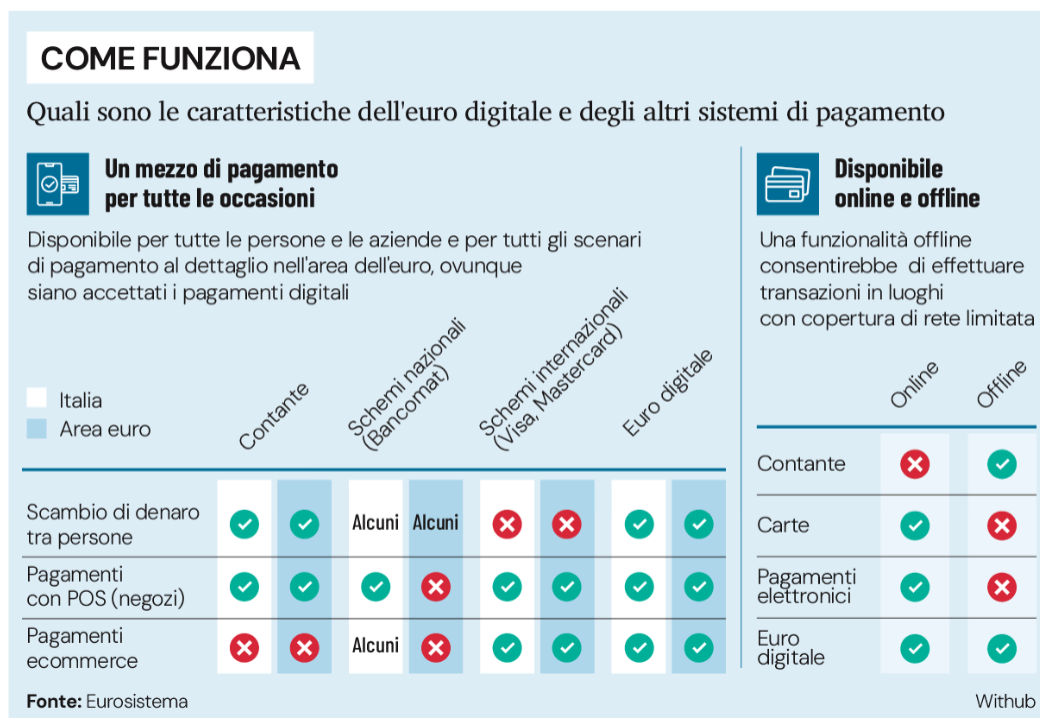 COME FUNZIONA
Quali sono le caratteristiche dell'euro digitale e degli altri sistemi di pagamento
Un mezzo di pagamento
per tutte le occasioni
Disponibile per tutte le persone e le aziende e per tutti gli scenari
di pagamento al dettaglio nell'area dell'euro, ovunque
siano accettati i pagamenti digitali
Italia
Area euro
Contante
Schemi nazionali
(Bancomat)
Schemi internazionali
(Visa, Mastercard)
Euro digitale
Scambio di denaro
tra persone
Alcuni Alcuni
Pagamenti
con POS (negozi)
Pagamenti
ecommerce
Alcuni
Disponibile
online e offline
Una funzionalità offline
consentirebbe di effettuare
transazioni in luoghi
con copertura di rete limitata
Online
Offline
Contante
Carte
Pagamenti
elettronici
Euro
digitale
Fonte: Eurosistema
Withub